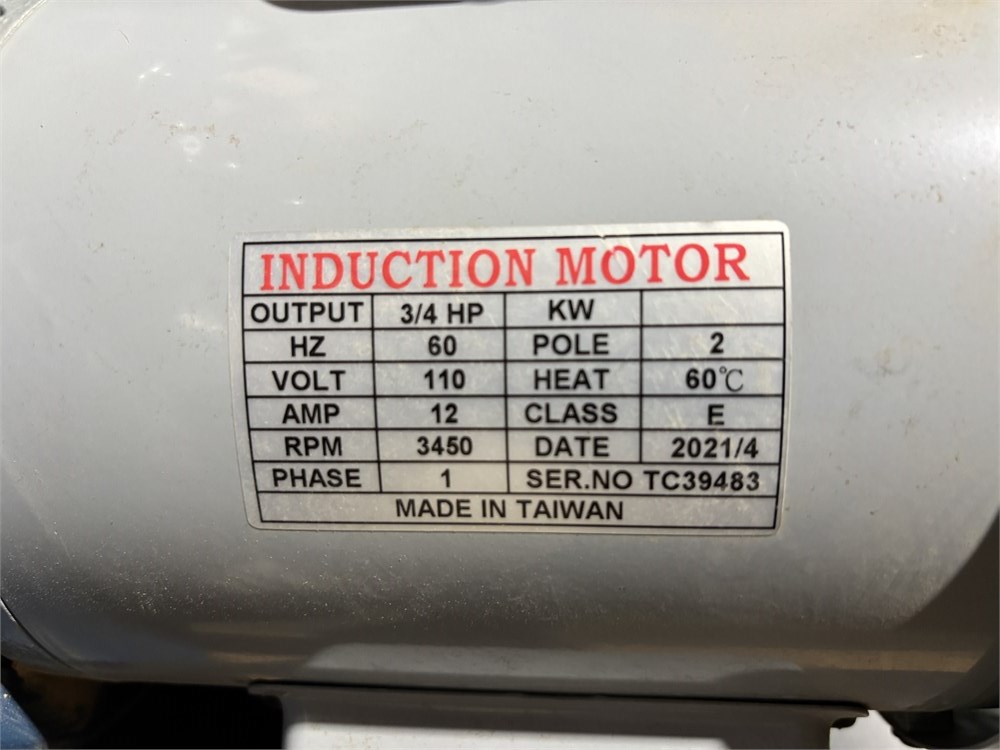 INDUCTION MOTOR
OUTPUT 3/4 HP KW
HZ 60 POLE 2
VOLT 110 HEAT 60℃
AMP 12 CLASS E
RPM 3450 DATE 2021/4
PHASE 1 SER.NO TC39483
MADE IN TAIWAN